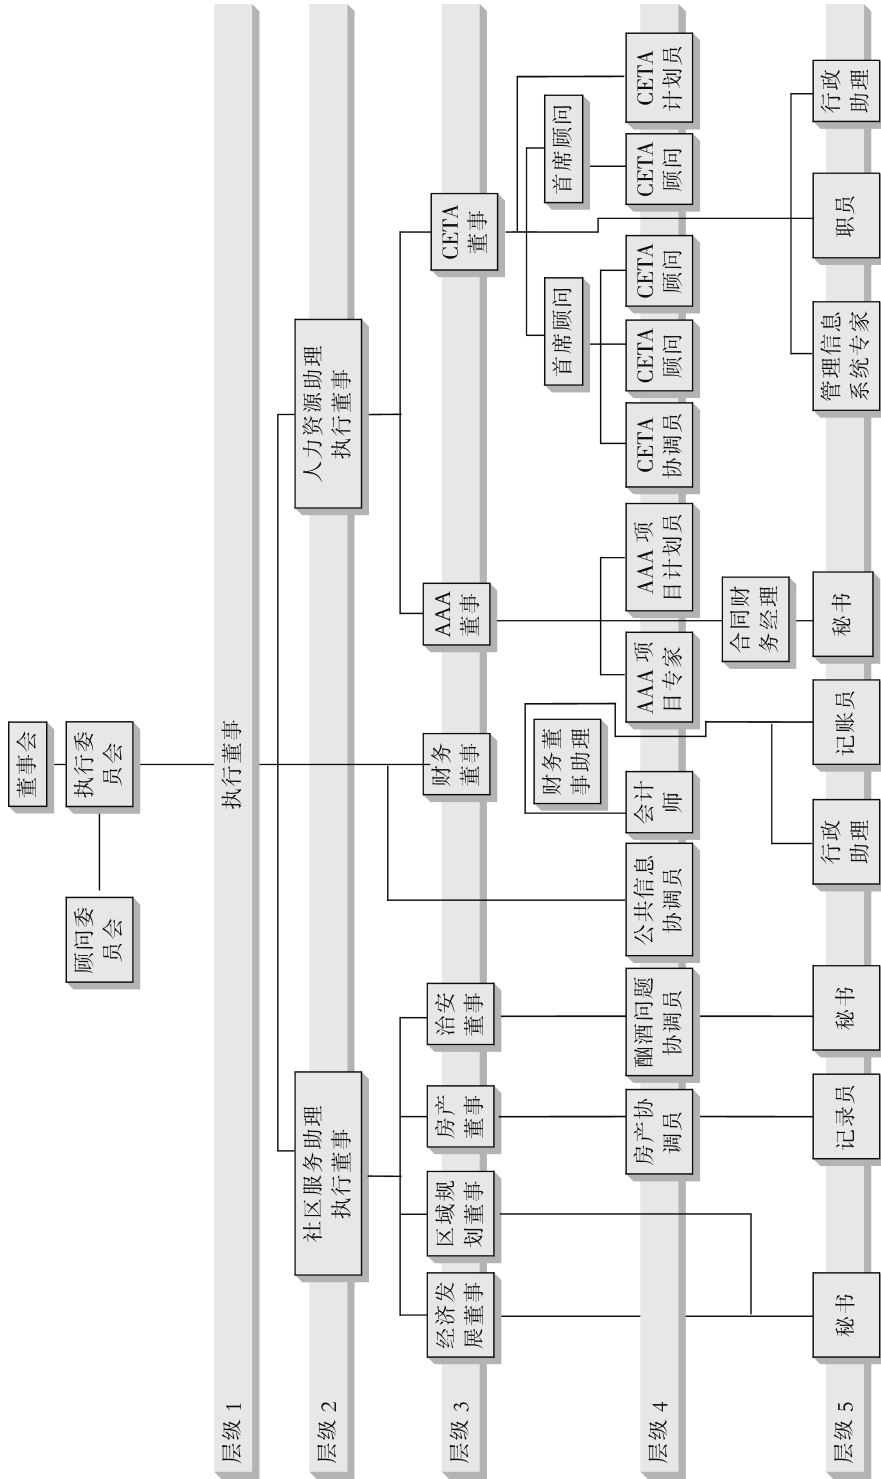 董事会
执行委
员会
顾问委
员会
层级 1
执行董事
层级 2
社区服务助理
执行董事
人力资源助理
执行董事
层级 3
经济发
展董事
区域规
划董事
房产
董事
治安
董事
财务
董事
AAA
董事
CETA
董事
财务董
事助理
首席顾问
首席顾问
层级 4
房产协
调员
酗酒问题
协调员
公共信息
协调员
会计
师
AAA 项
目专家
AAA 项
目计划员
CETA
协调员
CETA
顾问
CETA
顾问
CETA
顾问
CETA
计划员
合同财
务经理
层级 5
秘书
记录员
秘书
行政
助理
记账员
秘书
管理信息
系统专家
职员
行政
助理